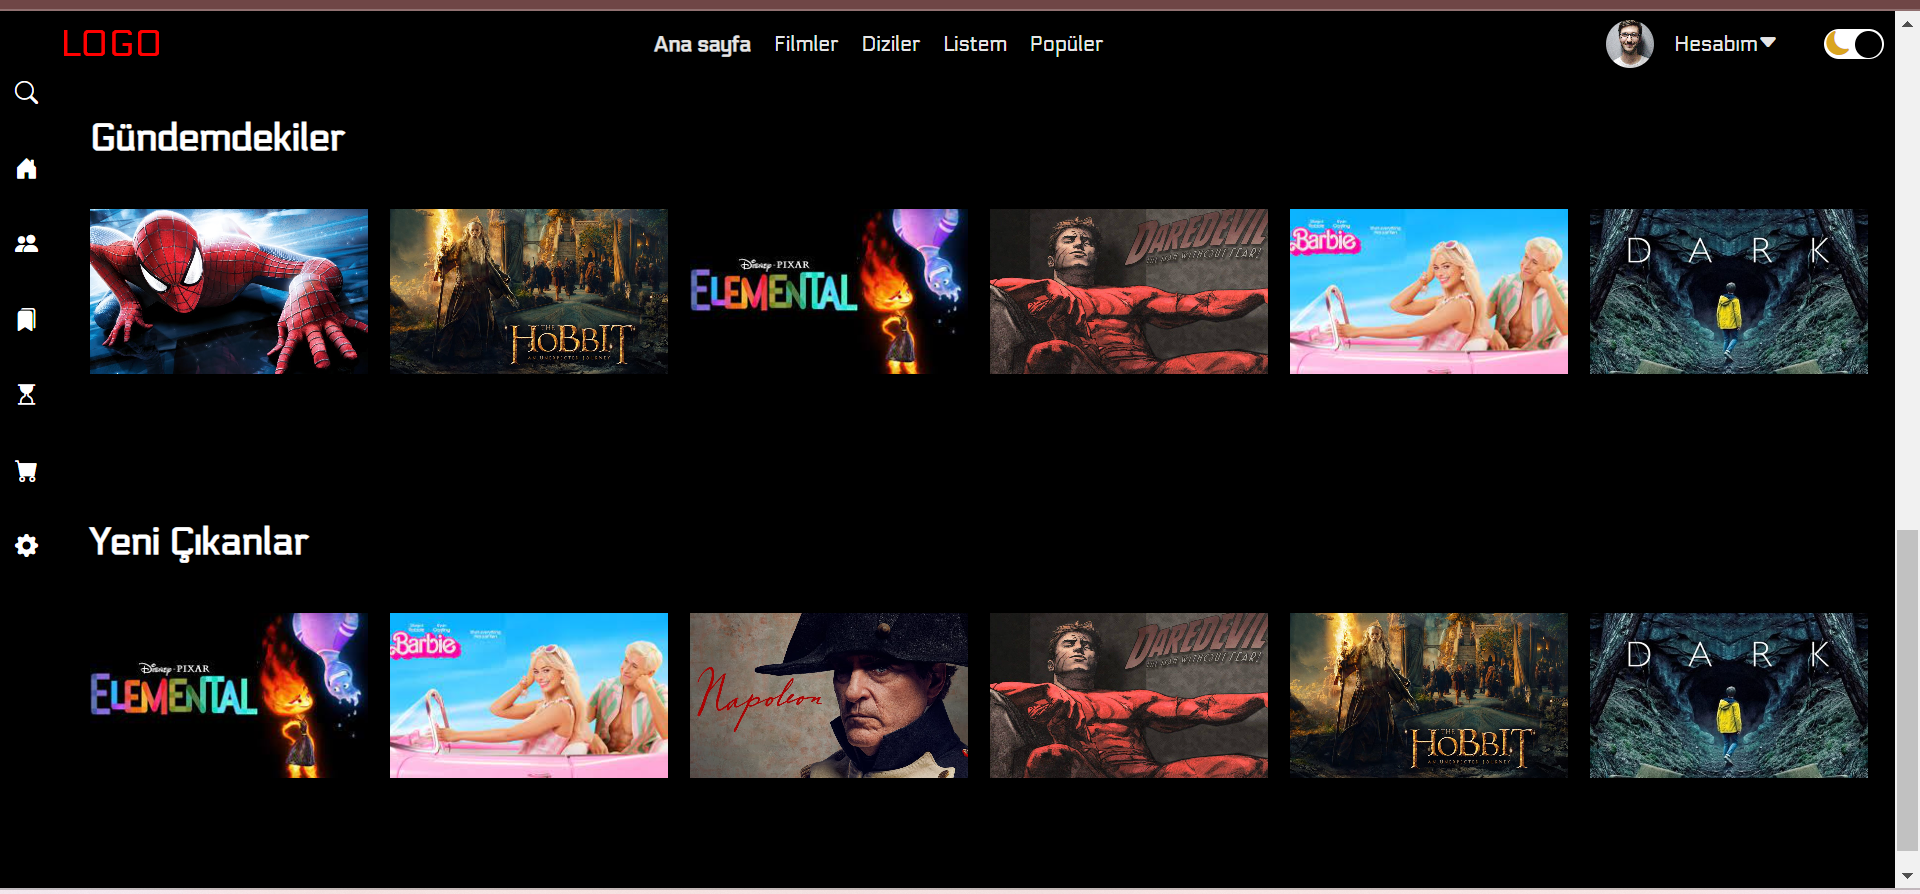 LOGO
Ana sayfa Filmler Diziler Listem Popüler
Hesabım
Gündemdekiler
THE HOBBIT
AN UNEXPECTED JOURNEY
Disney · PIXAR
ELEMENTAL
DAREDEVIL
THE MAN WITHOUT FEAR!
Barbie
DARK
Yeni Çıkanlar
Disney · PIXAR
ELEMENTAL
Barbie
Napoleon
DAREDEVIL
THE MAN WITHOUT FEAR!
THE HOBBIT
AN UNEXPECTED JOURNEY
DARK